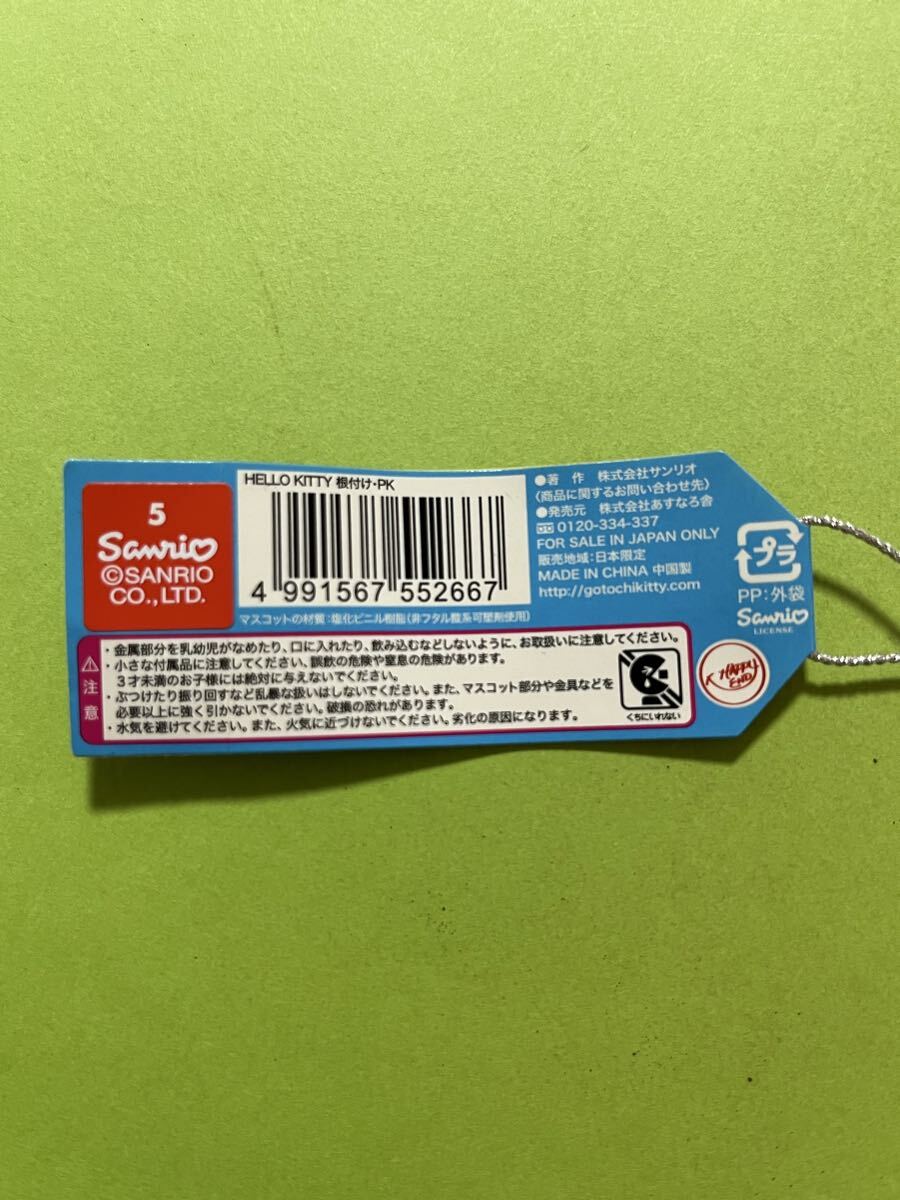 5
Sanrio
©SANRIO
CO.,LTD.
HELLO KITTY 根付け・PK
4 991567 552667
マスコットの材質:塩化ビニル樹脂(非フタル酸系可塑剤使用)
●著 作 株式会社サンリオ
〈商品に関するお問い合わせ先〉
●発売元 株式会社あすなろ舎
0120-334-337
FOR SALE IN JAPAN ONLY
販売地域:日本限定
MADE IN CHINA 中国製
http://gotochikitty.com
プラ
PP:外袋
Sanrio
LICENSE
HAPPY
END
注意
・金属部分を乳幼児がなめたり、口に入れたり、飲み込むなどしないように、お取扱いに注意してください。
・小さな付属品に注意してください。誤飲の危険や窒息の危険があります。
３才未満のお子様には絶対に与えないでください。
・ぶつけたり振り回すなど乱暴な扱いはしないでください。また、マスコット部分や金具などを
必要以上に強く引かないでください。破損の恐れがあります。
・水気を避けてください。また、火気に近づけないでください。劣化の原因になります。
くちにいれない